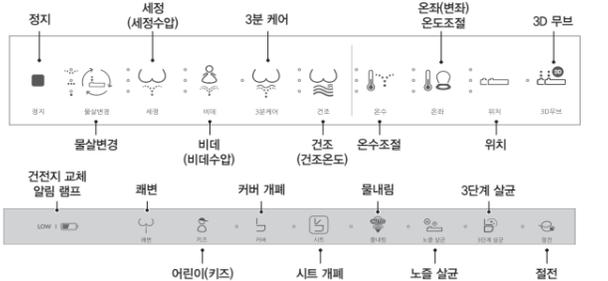 정지
세정
(세정수압)
3분 케어
온좌(변좌)
온도조절
3D 무브
3D
정지 물살변경 세정 비데 3분케어 건조 온수 온좌 위치 3D무브
물살변경
비데
(비데수압)
건조
(건조온도)
온수조절
위치
건전지 교체
알림 램프
쾌변
커버 개폐
물내림
3단계 살균
LOW
쾌변 키즈 커버 시트 물내림 노즐 살균 3단계 살균 절전
어린이(키즈)
시트 개폐
노즐 살균
절전